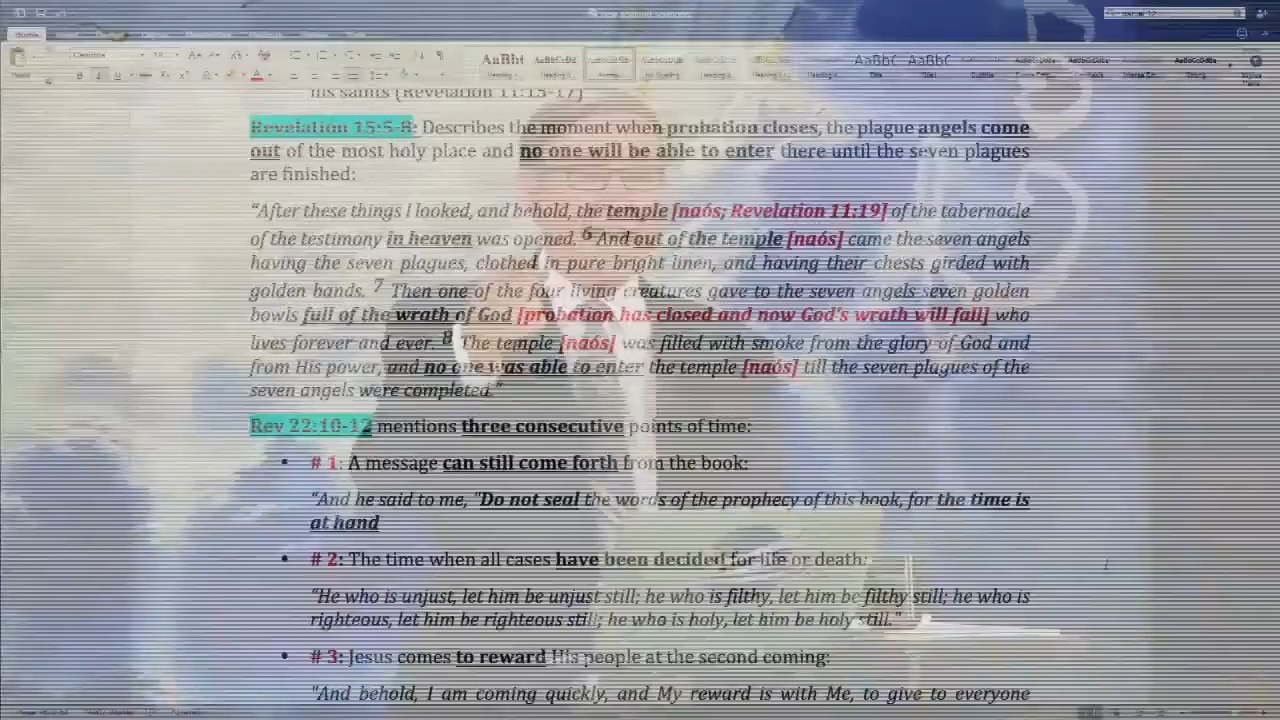 his saints (Revelation 11:15-17)
Revelation 15:5-8: Describes the moment when probation closes, the plague angels come
out of the most holy place and no one will be able to enter there until the seven plagues
are finished:
“After these things I looked, and behold, the temple [naós; Revelation 11:19] of the tabernacle
of the testimony in heaven was opened. 6 And out of the temple [naós] came the seven angels
having the seven plagues, clothed in pure bright linen, and having their chests girded with
golden bands. 7 Then one of the four living creatures gave to the seven angels seven golden
bowls full of the wrath of God [probation has closed and now God's wrath will fall] who
lives forever and ever. 8 The temple [naós] was filled with smoke from the glory of God and
from His power, and no one was able to enter the temple [naós] till the seven plagues of the
seven angels were completed.”
Rev 22:10-12 mentions three consecutive points of time:
• # 1: A message can still come forth from the book:
“And he said to me, "Do not seal the words of the prophecy of this book, for the time is
at hand
• # 2: The time when all cases have been decided for life or death:
“He who is unjust, let him be unjust still; he who is filthy, let him be filthy still; he who is
righteous, let him be righteous still; he who is holy, let him be holy still.”
• # 3: Jesus comes to reward His people at the second coming:
“And behold, I am coming quickly, and My reward is with Me, to give to everyone